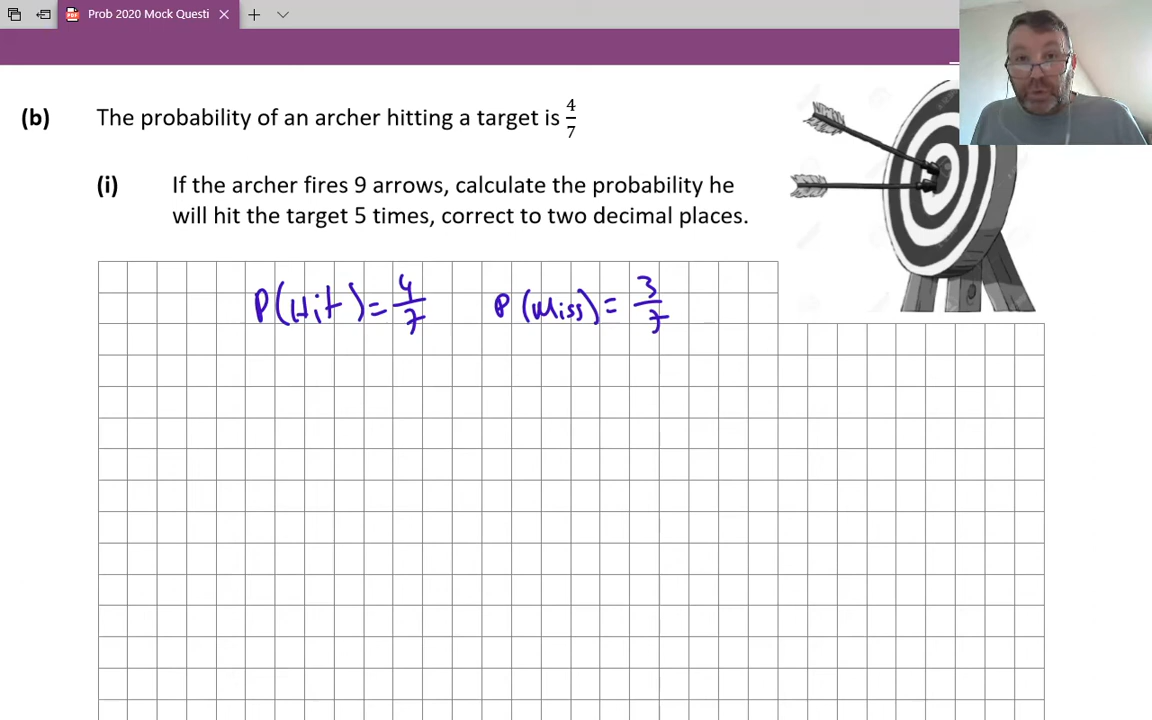 Prob 2020 Mock Questi
(b) The probability of an archer hitting a target is 4/7
(i) If the archer fires 9 arrows, calculate the probability he
will hit the target 5 times, correct to two decimal places.
P(Hit) = 4/7 P(Miss) = 3/7